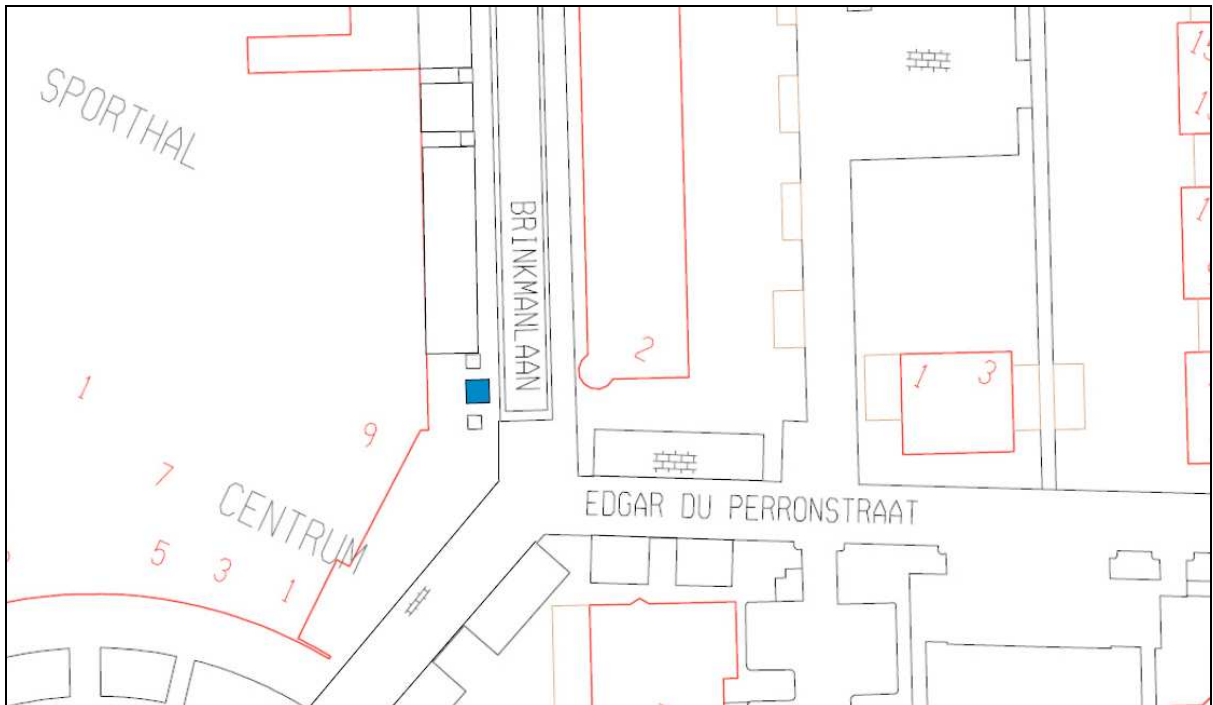 SPORTHAL
BRINKMANLAAN
2
1 3
1
9
7
CENTRUM
EDGAR DU PERRONSTRAAT
5 3 1